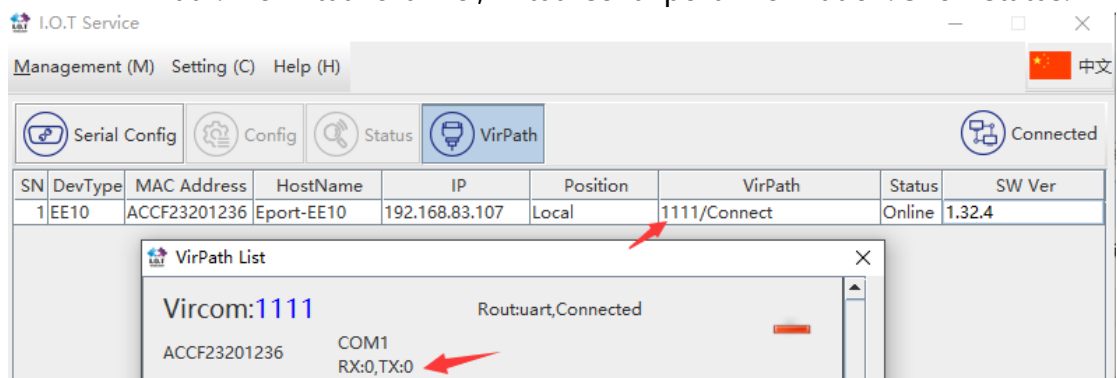 I.O.T Service
Management (M) Setting (C) Help (H) 中文
Serial Config Config Status VirPath Connected
SN DevType MAC Address HostName IP Position VirPath Status SW Ver
1 EE10 ACCF23201236 Eport-EE10 192.168.83.107 Local 1111/Connect Online 1.32.4
VirPath List
Vircom:1111 Rout:uart,Connected
ACCF23201236 COM1
RX:0,TX:0